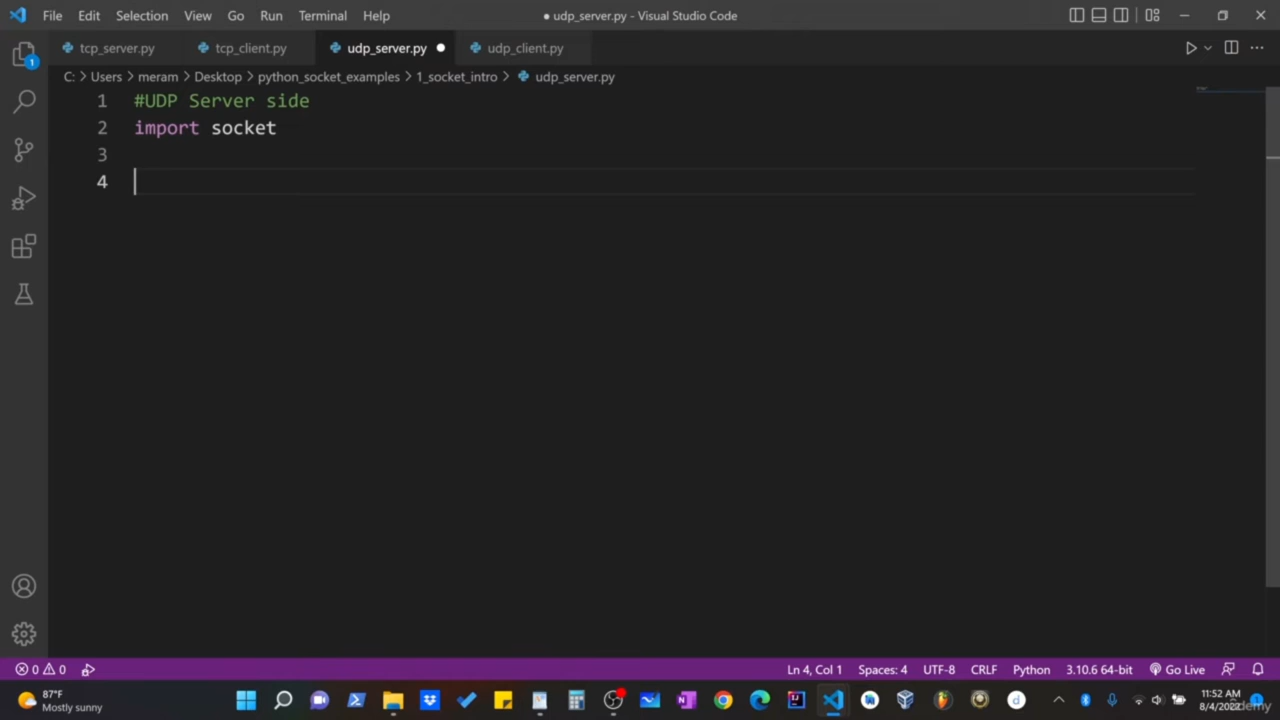 File Edit Selection View Go Run Terminal Help
● udp_server.py - Visual Studio Code
tcp_server.py
tcp_client.py
udp_server.py ●
udp_client.py
C: > Users > meram > Desktop > python_socket_examples > 1_socket_intro > udp_server.py
1 #UDP Server side
2 import socket
3
4
1
0 0
Ln 4, Col 1 Spaces: 4 UTF-8 CRLF Python 3.10.6 64-bit Go Live
87°F
Mostly sunny
11:52 AM
8/4/2022